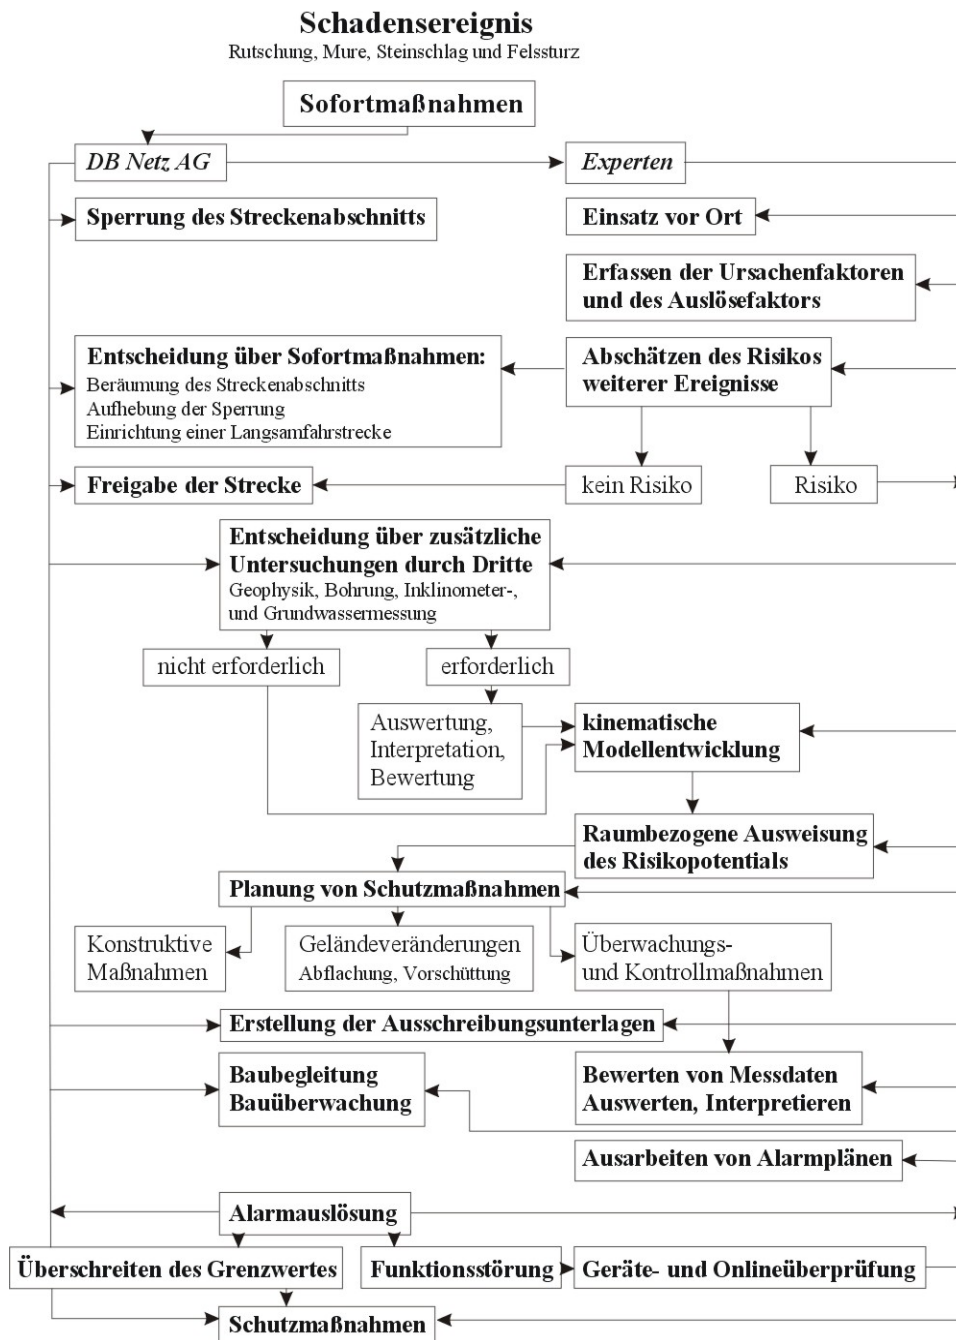 Schadensereignis
Rutschung, Mure, Steinschlag und Felssturz
Sofortmaßnahmen
DB Netz AG
Experten
Sperrung des Streckenabschnitts
Einsatz vor Ort
Erfassen der Ursachenfaktoren
und des Auslösefaktors
Entscheidung über Sofortmaßnahmen:
Beräumung des Streckenabschnitts
Aufhebung der Sperrung
Einrichtung einer Langsamfahrstrecke
Abschätzen des Risikos
weiterer Ereignisse
Freigabe der Strecke
kein Risiko
Risiko
Entscheidung über zusätzliche
Untersuchungen durch Dritte
Geophysik, Bohrung, Inklinometer-,
und Grundwassermessung
nicht erforderlich
erforderlich
Auswertung,
Interpretation,
Bewertung
kinematische
Modellentwicklung
Raumbezogene Ausweisung
des Risikopotentials
Planung von Schutzmaßnahmen
Konstruktive
Maßnahmen
Geländeveränderungen
Abflachung, Vorschüttung
Überwachungs-
und Kontrollmaßnahmen
Erstellung der Ausschreibungsunterlagen
Baubegleitung
Bauüberwachung
Bewerten von Messdaten
Auswerten, Interpretieren
Ausarbeiten von Alarmplänen
Alarmauslösung
Überschreiten des Grenzwertes
Funktionsstörung
Geräte- und Onlineüberprüfung
Schutzmaßnahmen